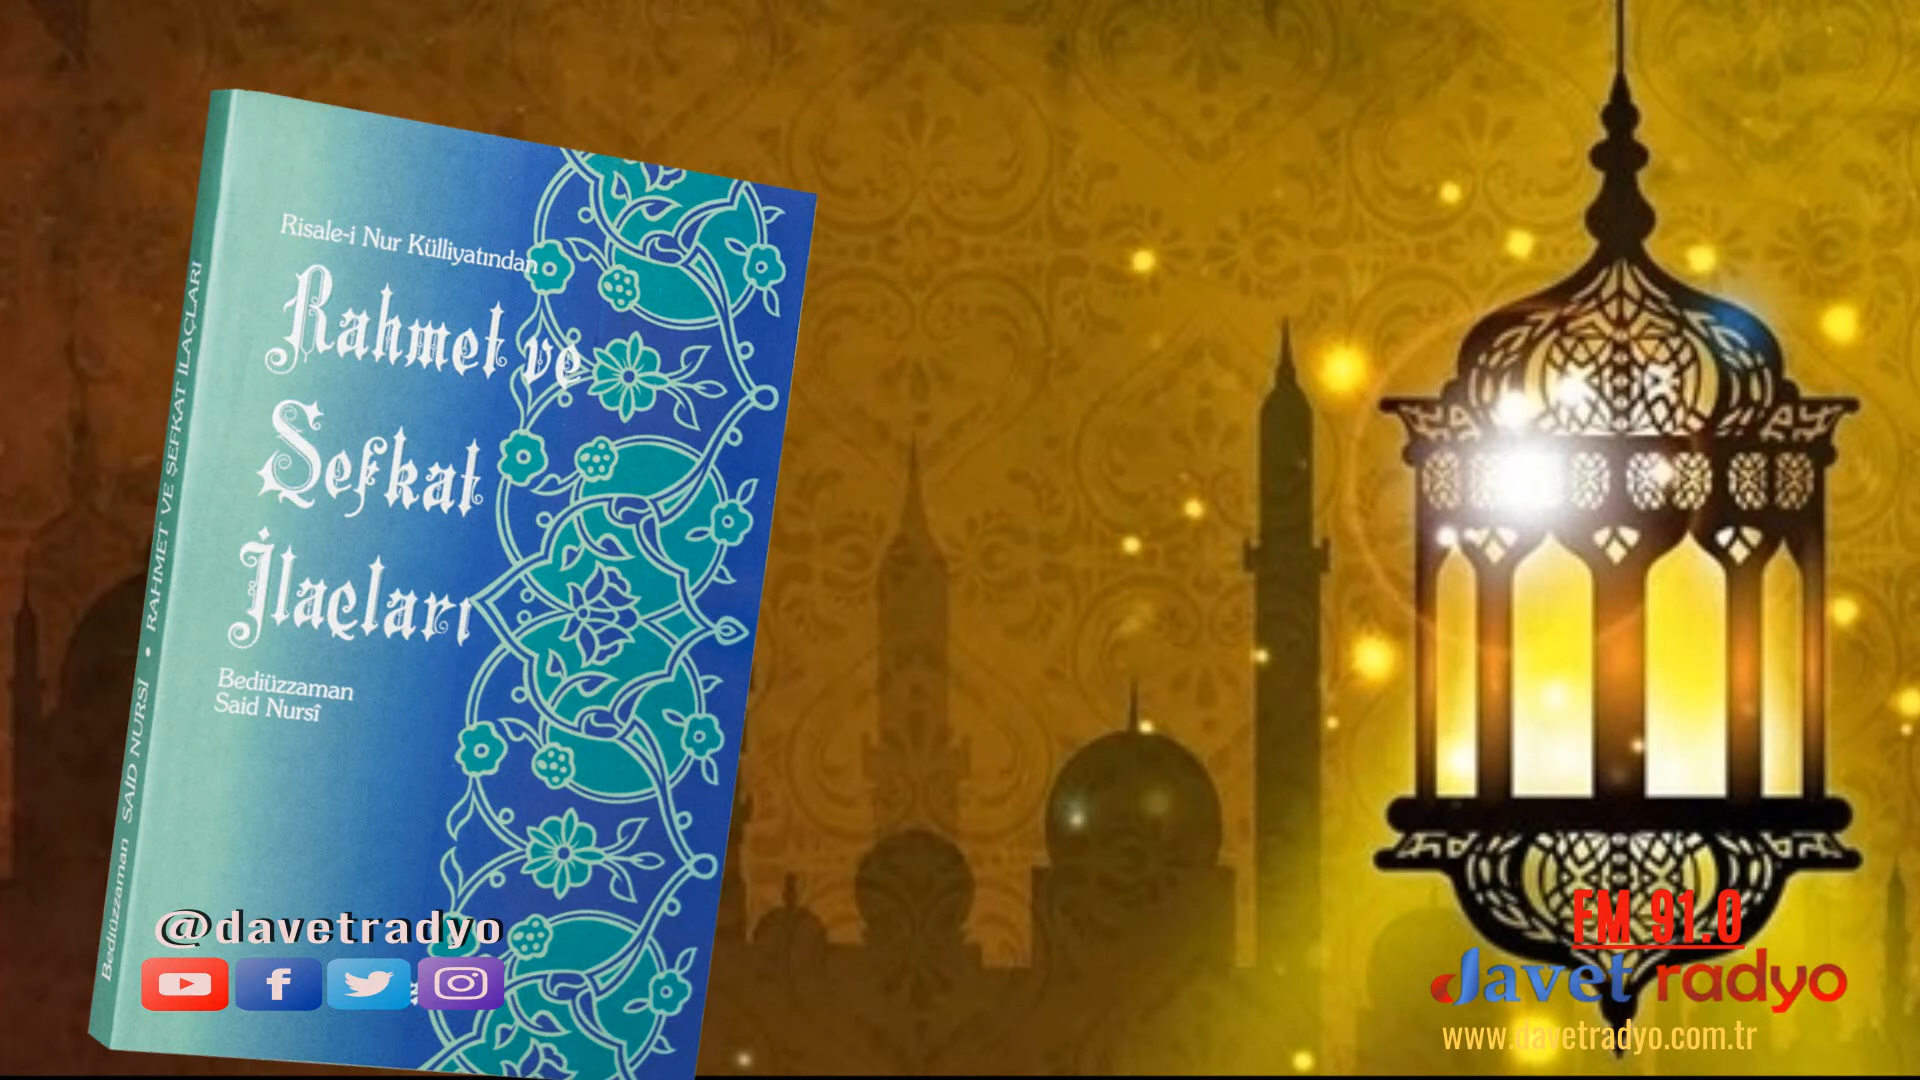 Risale-i Nur Külliyatından
Rahmet ve
Şefkat
İlaçları
Bediüzzaman
Said Nursî
Bediüzzaman SAİD NURSÎ • RAHMET VE ŞEFKAT İLAÇLARI
@davetradyo
FM 91.0
davet radyo
www.davetradyo.com.tr